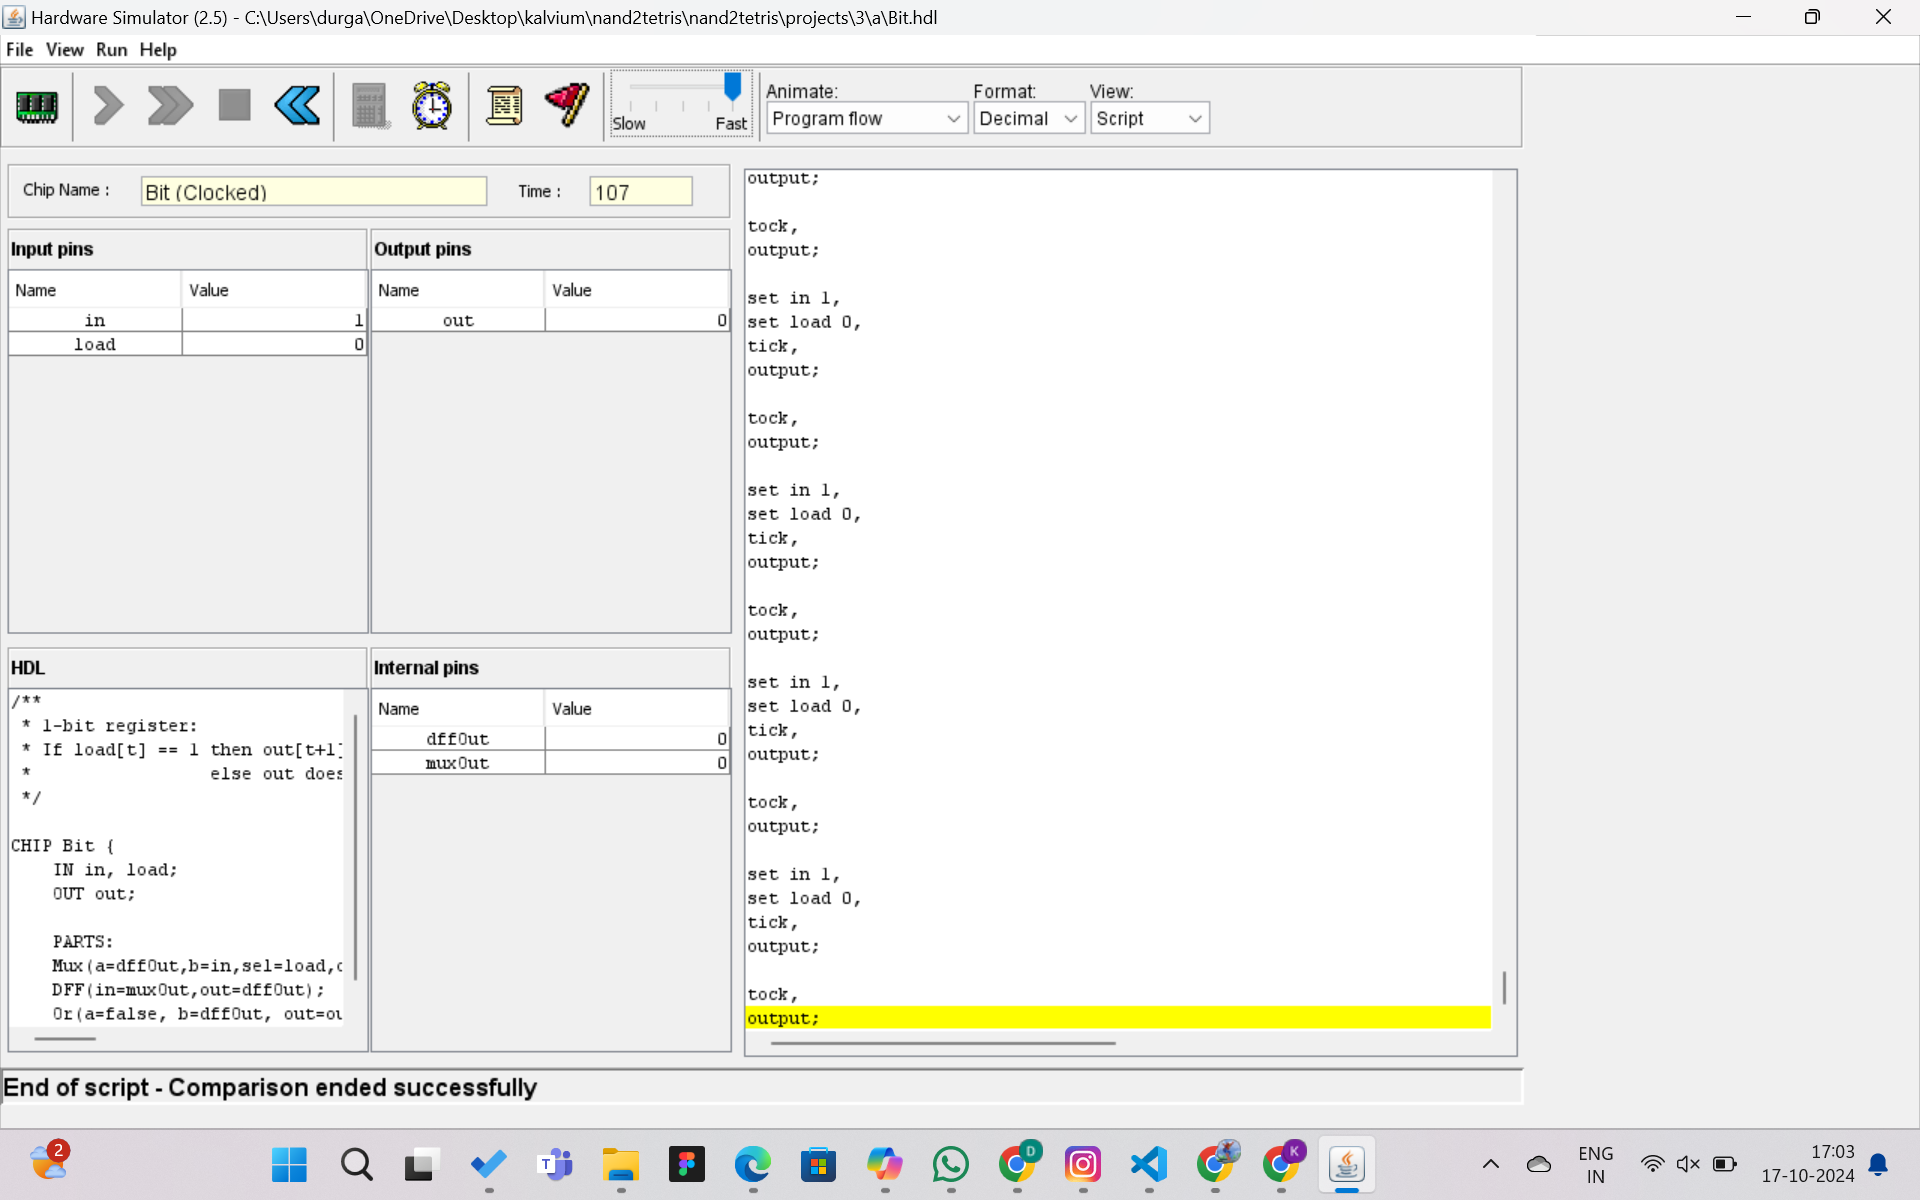 Hardware Simulator (2.5) - C:\Users\durga\OneDrive\Desktop\kalvium\nand2tetris\nand2tetris\projects\3\a\Bit.hdl
File View Run Help
Slow Fast
Animate:
Program flow
Format:
Decimal
View:
Script
Chip Name :
Bit (Clocked)
Time :
107
Input pins
Name Value
in 1
load 0
Output pins
Name Value
out 0
HDL
/**
* 1-bit register:
* If load[t] == 1 then out[t+1]
* else out does
*/
CHIP Bit {
IN in, load;
OUT out;
PARTS:
Mux(a=dffOut,b=in,sel=load,o
DFF(in=muxOut,out=dffOut);
Or(a=false, b=dffOut, out=ou
Internal pins
Name Value
dffOut 0
muxOut 0
output;
tock,
output;
set in 1,
set load 0,
tick,
output;
tock,
output;
set in 1,
set load 0,
tick,
output;
tock,
output;
set in 1,
set load 0,
tick,
output;
tock,
output;
set in 1,
set load 0,
tick,
output;
tock,
output;
End of script - Comparison ended successfully
2
T
D
K
ENG
IN
17:03
17-10-2024